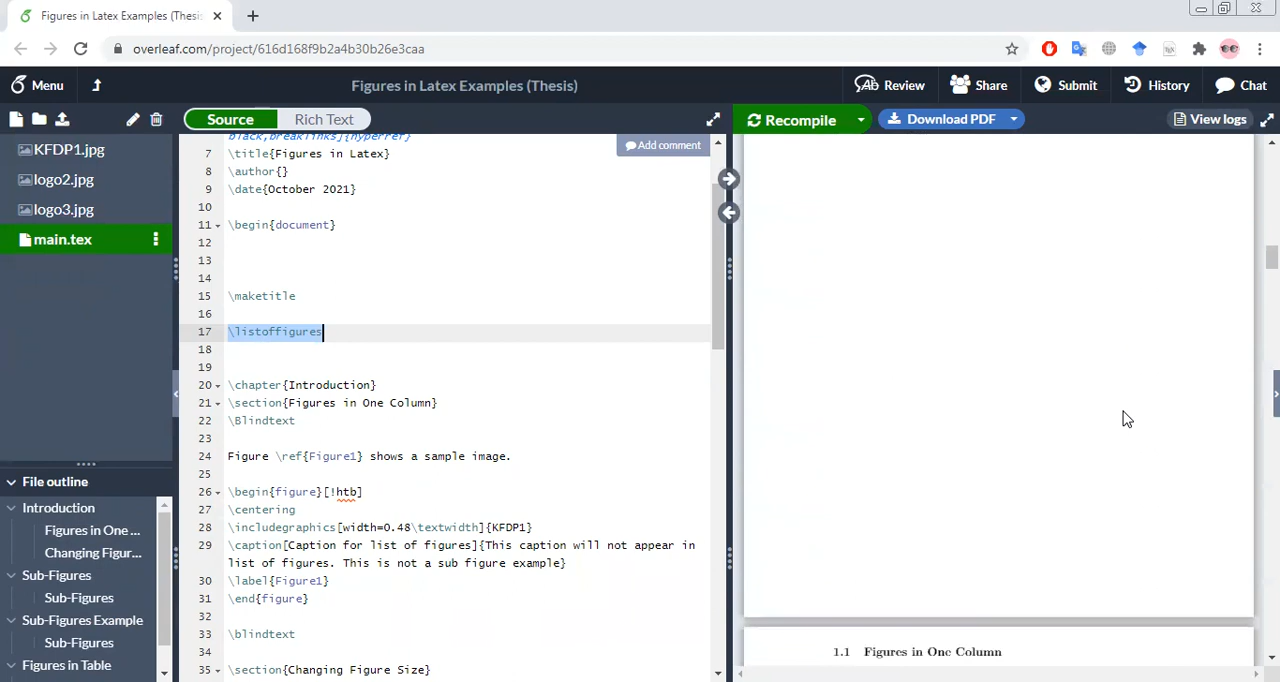 Figures in Latex Examples (Thesis)
overleaf.com/project/616d168f9b2a4b30b26e3caa
Menu
Figures in Latex Examples (Thesis)
Review
Share
Submit
History
Chat
Source
Rich Text
Recompile
Download PDF
View logs
KFDP1.jpg
logo2.jpg
logo3.jpg
main.tex
File outline
Introduction
Figures in One ...
Changing Figur...
Sub-Figures
Sub-Figures
Sub-Figures Example
Sub-Figures
Figures in Table
black,breaklinks]{hyperref}
Add comment
7 \title{Figures in Latex}
8 \author{}
9 \date{October 2021}
10
11 \begin{document}
12
13
14
15 \maketitle
16
17 \listoffigures
18
19
20 \chapter{Introduction}
21 \section{Figures in One Column}
22 \Blindtext
23
24 Figure \ref{Figure1} shows a sample image.
25
26 \begin{figure}[!htb]
27 \centering
28 \includegraphics[width=0.48\textwidth]{KFDP1}
29 \caption[Caption for list of figures]{This caption will not appear in
list of figures. This is not a sub figure example}
30 \label{Figure1}
31 \end{figure}
32
33 \blindtext
34
35 \section{Changing Figure Size}
1.1 Figures in One Column